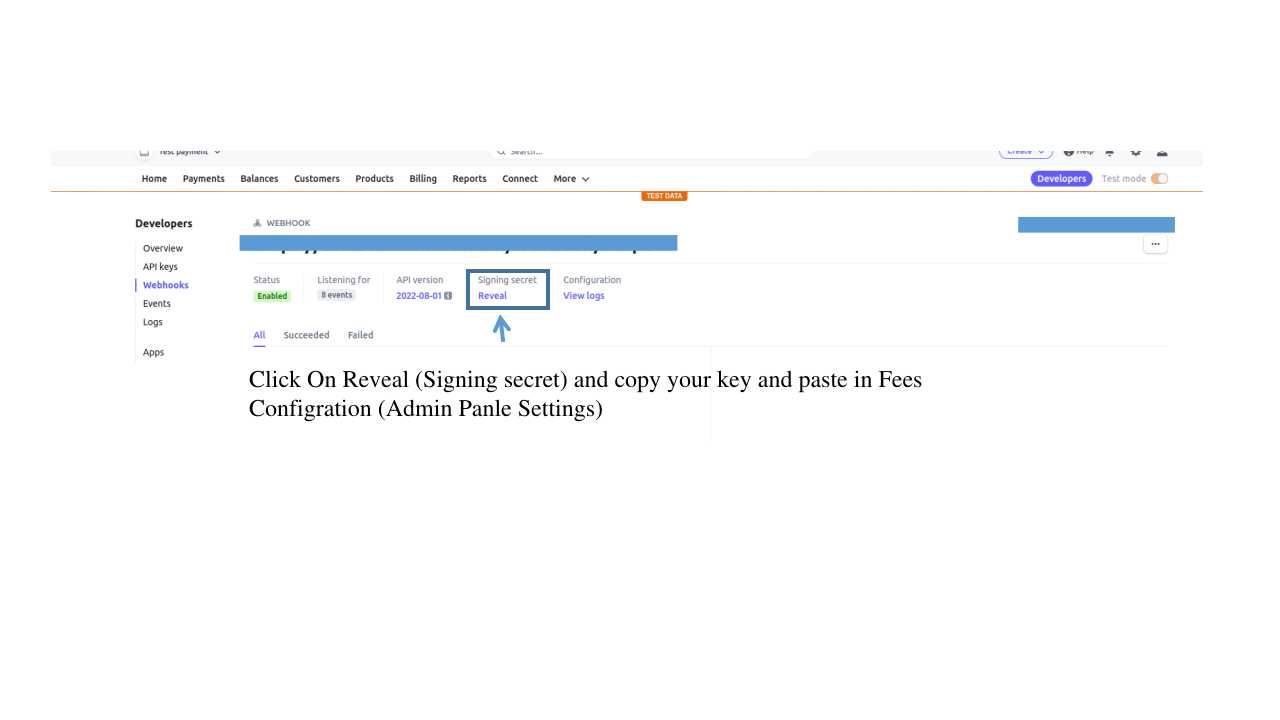 Test payment
Search...
Create
Help
Home Payments Balances Customers Products Billing Reports Connect More
Developers Test mode
TEST DATA
Developers
WEBHOOK
Overview
API keys
Webhooks
Events
Logs
Apps
Status Listening for API version Signing secret Configuration
Enabled 8 events 2022-08-01 Reveal View logs
All Succeeded Failed
Click On Reveal (Signing secret) and copy your key and paste in Fees
Configration (Admin Panle Settings)